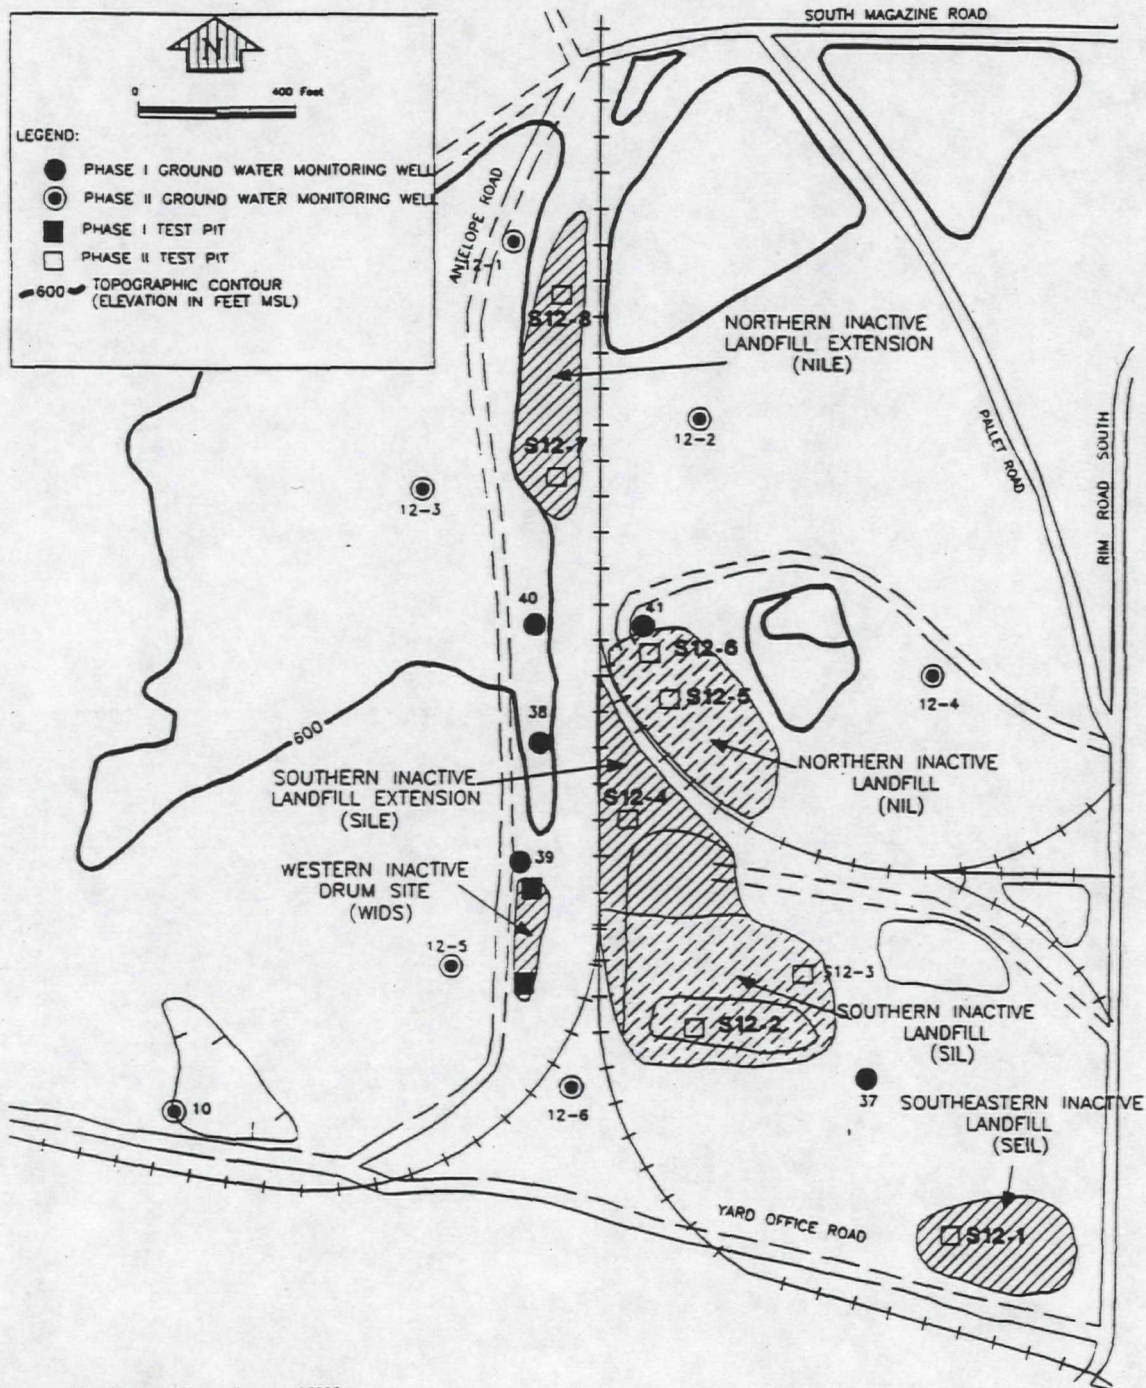 SOUTH MAGAZINE ROAD
N
0 400 Feet
LEGEND:
PHASE I GROUND WATER MONITORING WELL
PHASE II GROUND WATER MONITORING WELL
PHASE I TEST PIT
PHASE II TEST PIT
600 TOPOGRAPHIC CONTOUR
(ELEVATION IN FEET MSL)
ANTELOPE ROAD
12-1
S12-8
NORTHERN INACTIVE
LANDFILL EXTENSION
(NILE)
12-2
PALLET ROAD
RIM ROAD SOUTH
S12-7
12-3
40
41
S12-6
S12-5
12-4
38
600
SOUTHERN INACTIVE
LANDFILL EXTENSION
(SILE)
NORTHERN INACTIVE
LANDFILL
(NIL)
S12-4
39
WESTERN INACTIVE
DRUM SITE
(WIDS)
12-5
S12-3
SOUTHERN INACTIVE
LANDFILL
(SIL)
S12-2
12-6
37
10
SOUTHEASTERN INACTIVE
LANDFILL
(SEIL)
YARD OFFICE ROAD
S12-1